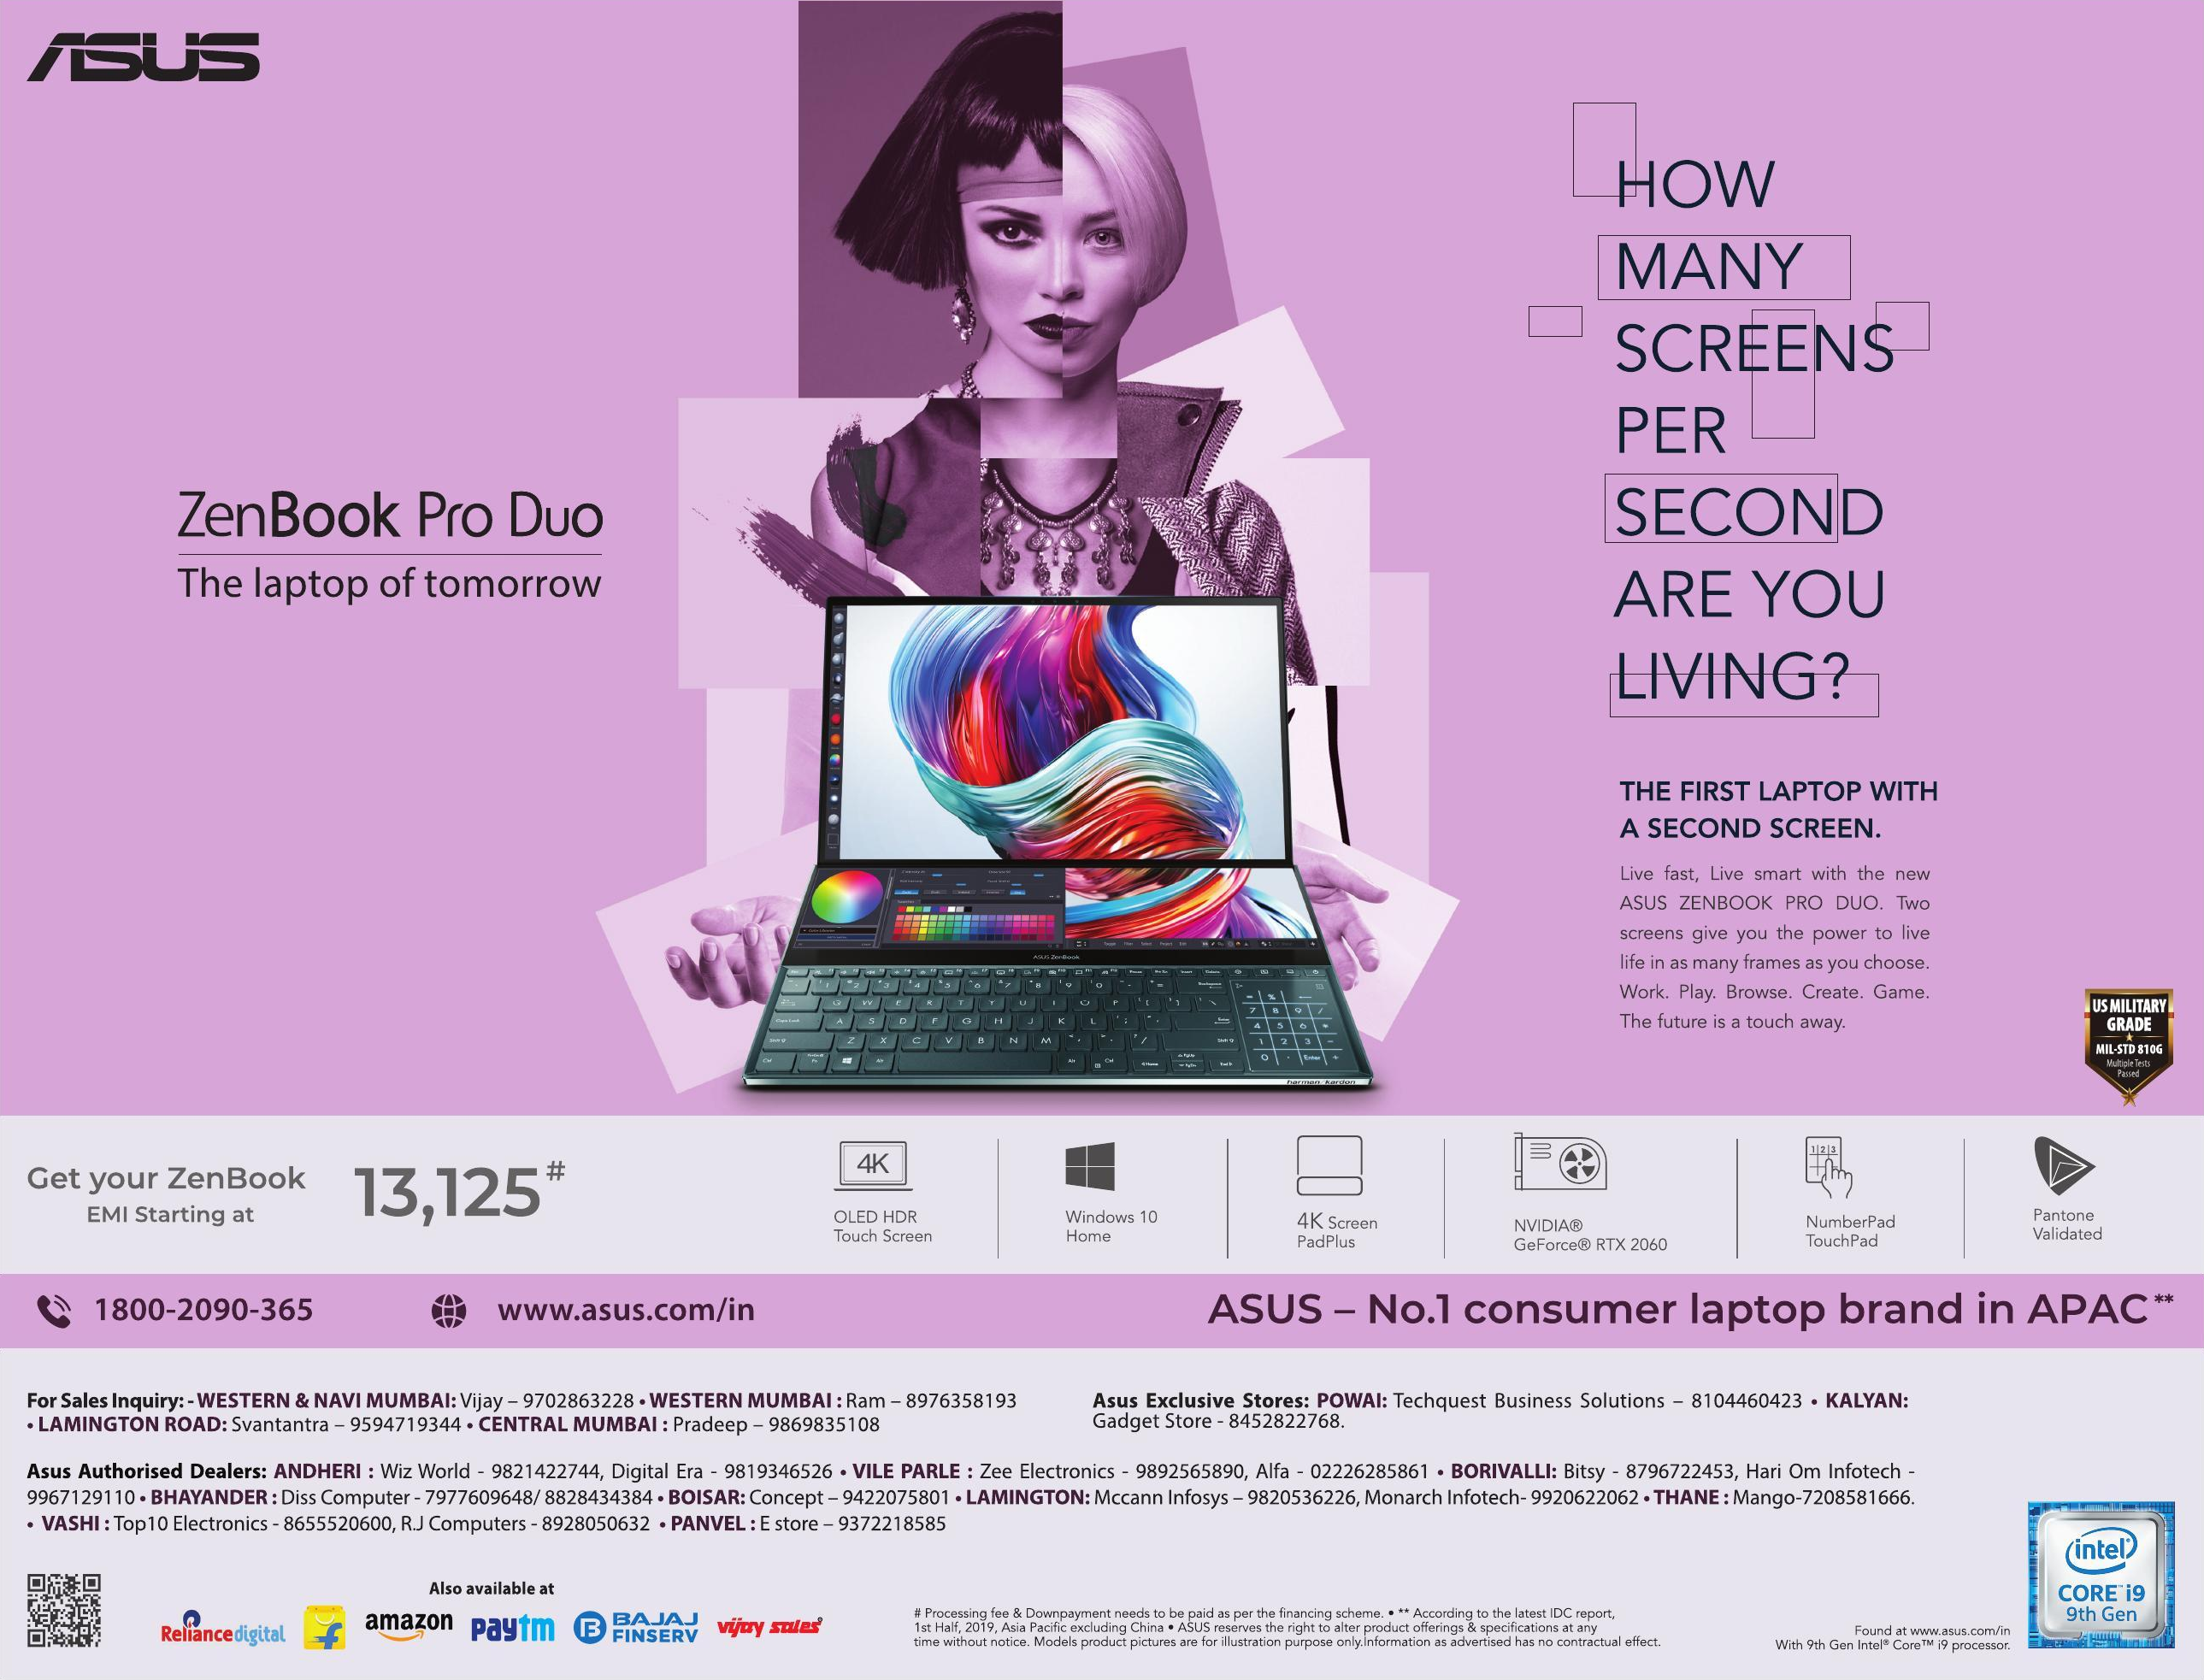 ASUS
HOW
MANY
SCREENS
PER
SECOND
ARE YOU
LIVING?
ZenBook Pro Duo
The laptop of tomorrow
THE FIRST LAPTOP WITH
A SECOND SCREEN.
Live fast, Live smart with the new
ASUS ZENBOOK PRO DUO. Two
screens give you the power to live
life in as many frames as you choose.
Work. Play. Browse. Create. Game.
The future is a touch away.
ASUS ZenBook
harman/kardon
US MILITARY
GRADE
MIL-STD 810G
Multiple Tests
Passed
Get your ZenBook
EMI Starting at
13,125#
4K
OLED HDR
Touch Screen
Windows 10
Home
4K Screen
PadPlus
NVIDIA®
GeForce® RTX 2060
1 2 3
NumberPad
TouchPad
Pantone
Validated
1800-2090-365
www.asus.com/in
ASUS – No.1 consumer laptop brand in APAC**
For Sales Inquiry: - WESTERN & NAVI MUMBAI: Vijay – 9702863228 • WESTERN MUMBAI : Ram – 8976358193
• LAMINGTON ROAD: Svantantra – 9594719344 • CENTRAL MUMBAI : Pradeep – 9869835108
Asus Exclusive Stores: POWAI: Techquest Business Solutions – 8104460423 • KALYAN:
Gadget Store - 8452822768.
Asus Authorised Dealers: ANDHERI : Wiz World - 9821422744, Digital Era - 9819346526 • VILE PARLE : Zee Electronics - 9892565890, Alfa - 02226285861 • BORIVALLI: Bitsy - 8796722453, Hari Om Infotech -
9967129110 • BHAYANDER : Diss Computer - 7977609648/ 8828434384 • BOISAR: Concept – 9422075801 • LAMINGTON: Mccann Infosys – 9820536226, Monarch Infotech- 9920622062 • THANE : Mango-7208581666.
• VASHI : Top10 Electronics - 8655520600, R.J Computers - 8928050632 • PANVEL : E store – 9372218585
Also available at
Reliance digital
amazon
paytm
BAJAJ
FINSERV
vijay sales
# Processing fee & Downpayment needs to be paid as per the financing scheme. • ** According to the latest IDC report,
1st Half, 2019, Asia Pacific excluding China • ASUS reserves the right to alter product offerings & specifications at any
time without notice. Models product pictures are for illustration purpose only.Information as advertised has no contractual effect.
Found at www.asus.com/in
With 9th Gen Intel® Core™ i9 processor.
intel
CORE™ i9
9th Gen